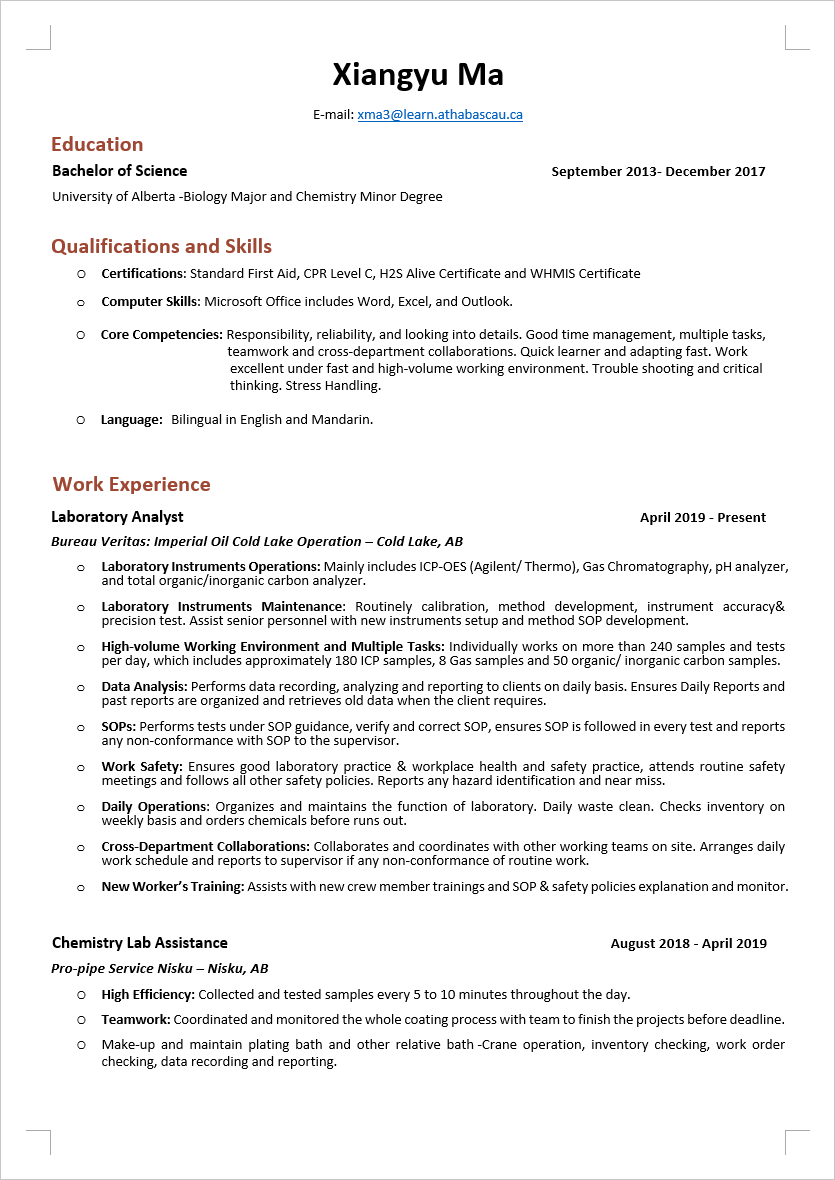 Xiangyu Ma
E-mail: xma3@learn.athabascau.ca
Education
Bachelor of Science September 2013- December 2017
University of Alberta -Biology Major and Chemistry Minor Degree
Qualifications and Skills
o Certifications: Standard First Aid, CPR Level C, H2S Alive Certificate and WHMIS Certificate
o Computer Skills: Microsoft Office includes Word, Excel, and Outlook.
o Core Competencies: Responsibility, reliability, and looking into details. Good time management, multiple tasks,
teamwork and cross-department collaborations. Quick learner and adapting fast. Work
excellent under fast and high-volume working environment. Trouble shooting and critical
thinking. Stress Handling.
o Language: Bilingual in English and Mandarin.
Work Experience
Laboratory Analyst April 2019 - Present
Bureau Veritas: Imperial Oil Cold Lake Operation – Cold Lake, AB
o Laboratory Instruments Operations: Mainly includes ICP-OES (Agilent/ Thermo), Gas Chromatography, pH analyzer,
and total organic/inorganic carbon analyzer.
o Laboratory Instruments Maintenance: Routinely calibration, method development, instrument accuracy&
precision test. Assist senior personnel with new instruments setup and method SOP development.
o High-volume Working Environment and Multiple Tasks: Individually works on more than 240 samples and tests
per day, which includes approximately 180 ICP samples, 8 Gas samples and 50 organic/ inorganic carbon samples.
o Data Analysis: Performs data recording, analyzing and reporting to clients on daily basis. Ensures Daily Reports and
past reports are organized and retrieves old data when the client requires.
o SOPs: Performs tests under SOP guidance, verify and correct SOP, ensures SOP is followed in every test and reports
any non-conformance with SOP to the supervisor.
o Work Safety: Ensures good laboratory practice & workplace health and safety practice, attends routine safety
meetings and follows all other safety policies. Reports any hazard identification and near miss.
o Daily Operations: Organizes and maintains the function of laboratory. Daily waste clean. Checks inventory on
weekly basis and orders chemicals before runs out.
o Cross-Department Collaborations: Collaborates and coordinates with other working teams on site. Arranges daily
work schedule and reports to supervisor if any non-conformance of routine work.
o New Worker’s Training: Assists with new crew member trainings and SOP & safety policies explanation and monitor.
Chemistry Lab Assistance August 2018 - April 2019
Pro-pipe Service Nisku – Nisku, AB
o High Efficiency: Collected and tested samples every 5 to 10 minutes throughout the day.
o Teamwork: Coordinated and monitored the whole coating process with team to finish the projects before deadline.
o Make-up and maintain plating bath and other relative bath -Crane operation, inventory checking, work order
checking, data recording and reporting.